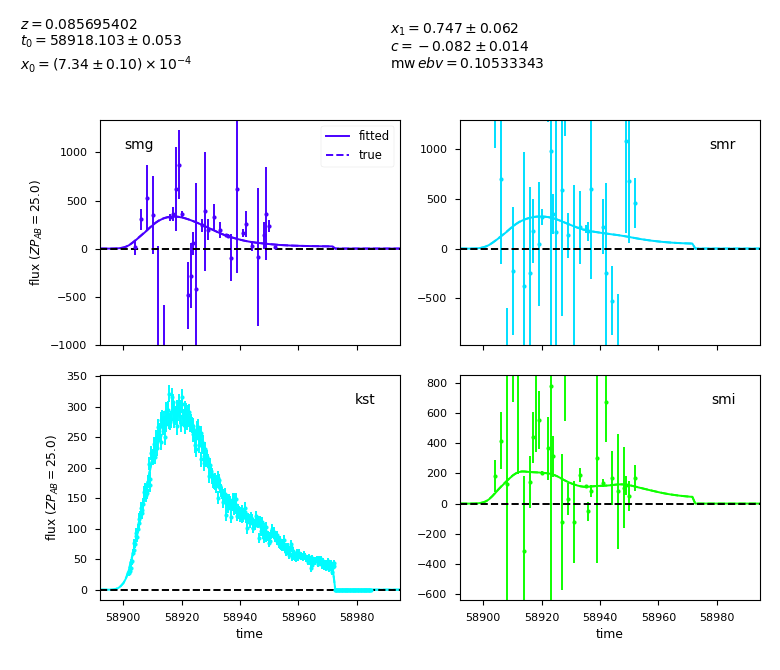 z = 0.085695402
t₀ = 58918.103 ± 0.053
x₀ = (7.34 ± 0.10) × 10⁻⁴
x₁ = 0.747 ± 0.062
c = −0.082 ± 0.014
mw ebv = 0.10533343
smg
fitted
true
1000
500
0
−500
−1000
flux (ZP_AB = 25.0)
smr
1000
500
0
−500
kst
350
300
250
200
150
100
50
0
flux (ZP_AB = 25.0)
58900 58920 58940 58960 58980
time
smi
800
600
400
200
0
−200
−400
−600
58900 58920 58940 58960 58980
time